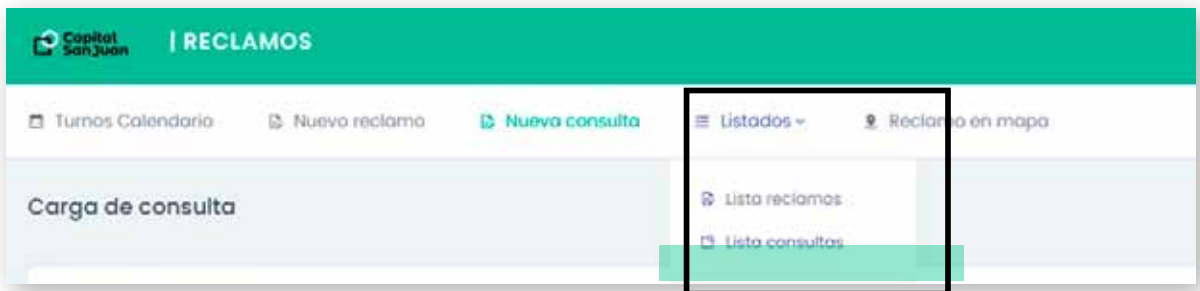 Capital
San Juan
| RECLAMOS
Turnos Calendario Nuevo reclamo Nueva consulta Listados Reclamo en mapa
Carga de consulta
Lista reclamos
Lista consultas